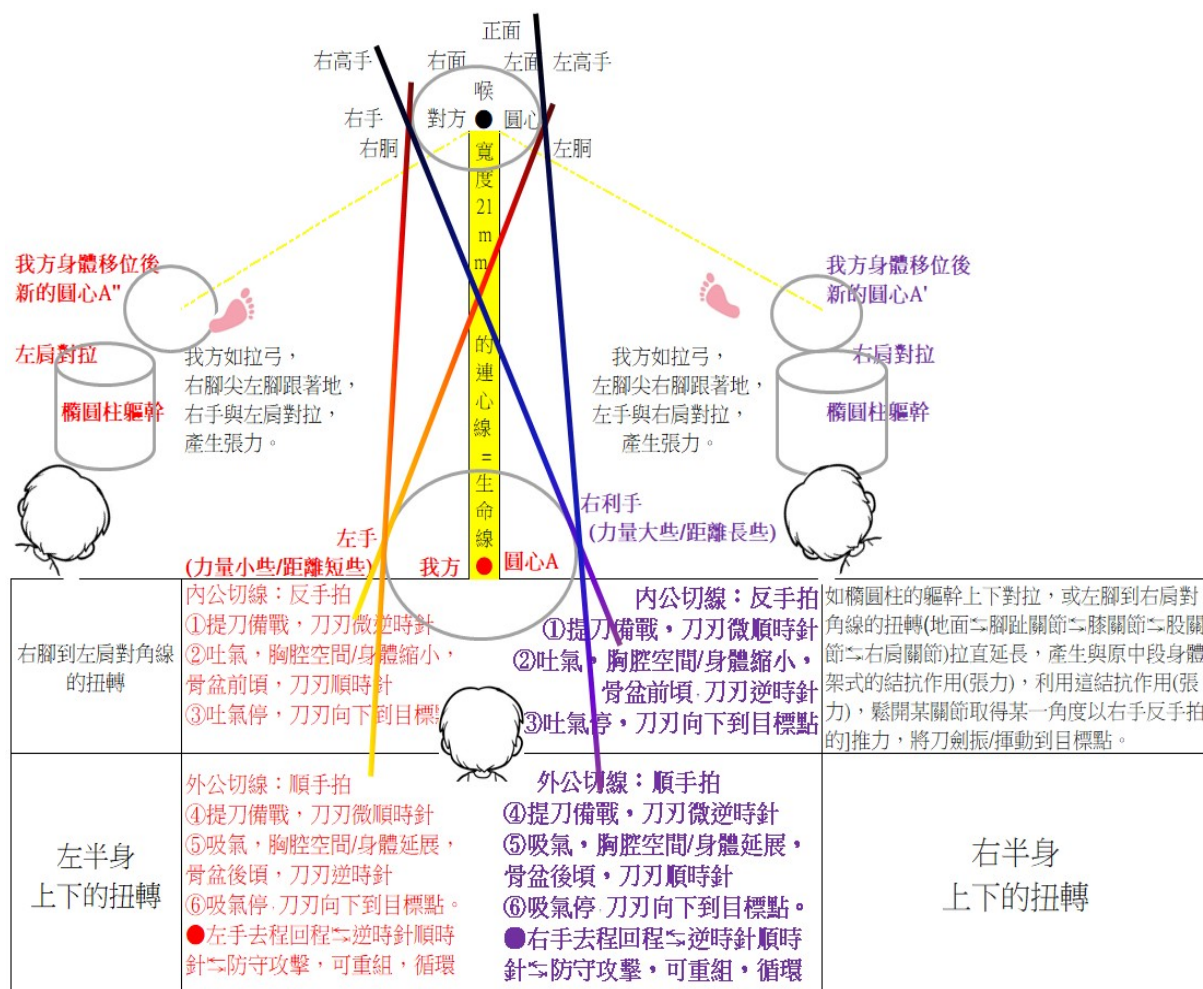 正面
右高手 右面 左面 左高手
喉
右手 對方 圓心
右胴 左胴
寬度21mm 的連心線=生命線
我方身體移位後
新的圓心A"
左肩對拉
橢圓柱軀幹
我方如拉弓，
右腳尖左腳跟著地，
右手與左肩對拉，
產生張力。
我方如拉弓，
左腳尖右腳跟著地，
左手與右肩對拉，
產生張力。
我方身體移位後
新的圓心A'
右肩對拉
橢圓柱軀幹
左手
(力量小些/距離短些)
我方 圓心A
右利手
(力量大些/距離長些)
右腳到左肩對角線
的扭轉
內公切線：反手拍
①提刀備戰，刀刃微逆時針
②吐氣，胸腔空間/身體縮小，
骨盆前頃，刀刃順時針
③吐氣停，刀刃向下到目標點
內公切線：反手拍
①提刀備戰，刀刃微順時針
②吐氣，胸腔空間/身體縮小，
骨盆前頃，刀刃逆時針
③吐氣停，刀刃向下到目標點
如橢圓柱的軀幹上下對拉，或左腳到右肩對
角線的扭轉(地面⇆腳趾關節⇆膝關節⇆股關
節⇆右肩關節)拉直延長，產生與原中段身體
架式的結抗作用(張力)，利用這結抗作用(張
力)，鬆開某關節取得某一角度以右手反手拍
的]推力，將刀劍振/揮動到目標點。
左半身
上下的扭轉
外公切線：順手拍
④提刀備戰，刀刃微順時針
⑤吸氣，胸腔空間/身體延展，
骨盆後頃，刀刃逆時針
⑥吸氣停，刀刃向下到目標點。
●左手去程回程⇆逆時針順時
針⇆防守攻擊，可重組，循環
外公切線：順手拍
④提刀備戰，刀刃微逆時針
⑤吸氣，胸腔空間/身體延展，
骨盆後頃，刀刃順時針
⑥吸氣停，刀刃向下到目標點。
●右手去程回程⇆逆時針順時
針⇆防守攻擊，可重組，循環
右半身
上下的扭轉